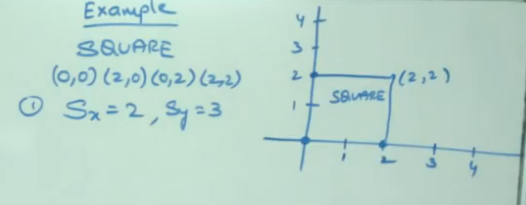 Example
SQUARE
(0,0) (2,0) (0,2) (2,2)
① Sx=2, Sy=3
4
3
2
(2,2)
1
SQUARE
1
2
3
4